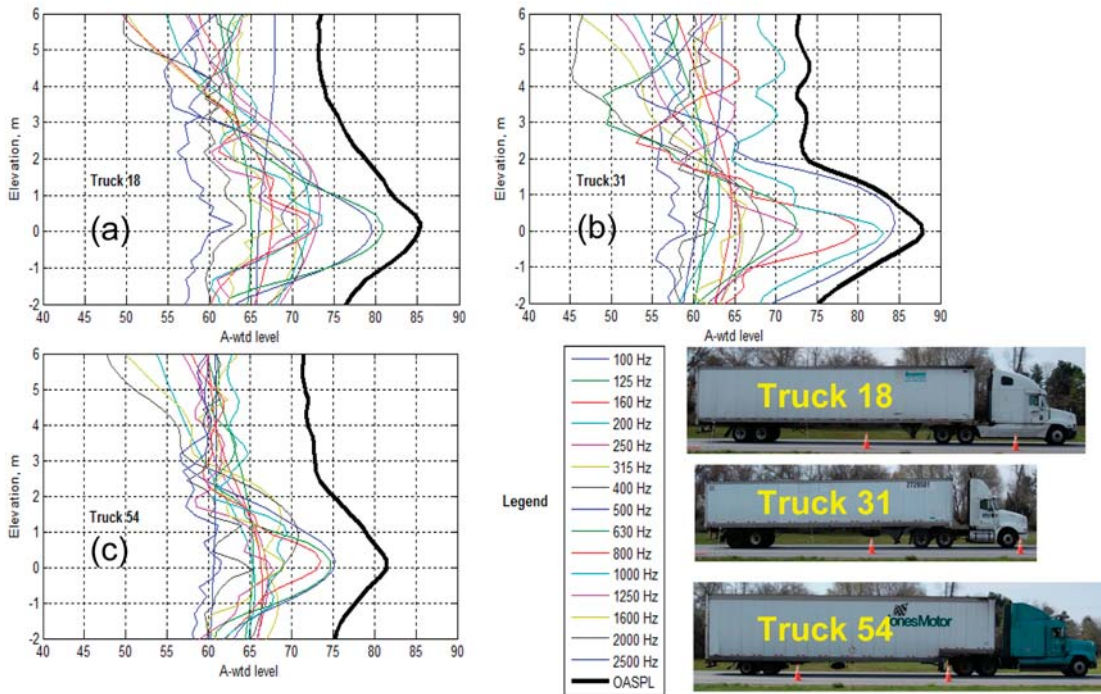 6
5
4
3
2
1
0
-1
-2
Elevation, m
Truck 18
(a)
40 45 50 55 60 65 70 75 80 85 90
A-wtd level
6
5
4
3
2
1
0
-1
-2
Elevation, m
Truck 31
(b)
40 45 50 55 60 65 70 75 80 85 90
A-wtd level
6
5
4
3
2
1
0
-1
-2
Elevation, m
Truck 54
(c)
40 45 50 55 60 65 70 75 80 85 90
A-wtd level
Legend
100 Hz
125 Hz
160 Hz
200 Hz
250 Hz
315 Hz
400 Hz
500 Hz
630 Hz
800 Hz
1000 Hz
1250 Hz
1600 Hz
2000 Hz
2500 Hz
OASPL
Truck 18
Truck 31
Truck 54
JonesMotor